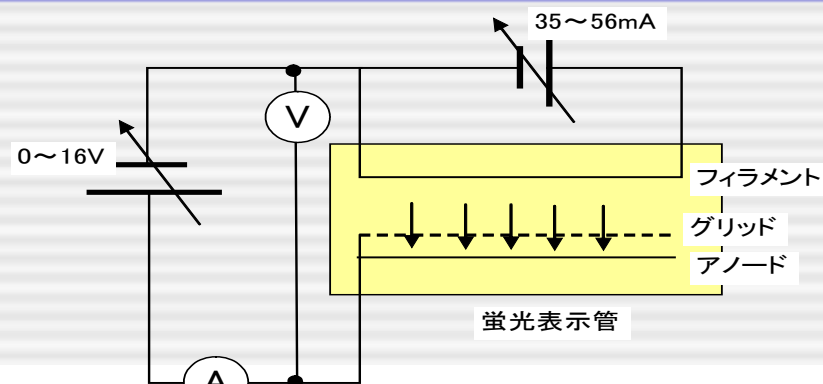 35～56mA
V
0～16V
フィラメント
グリッド
アノード
蛍光表示管
A